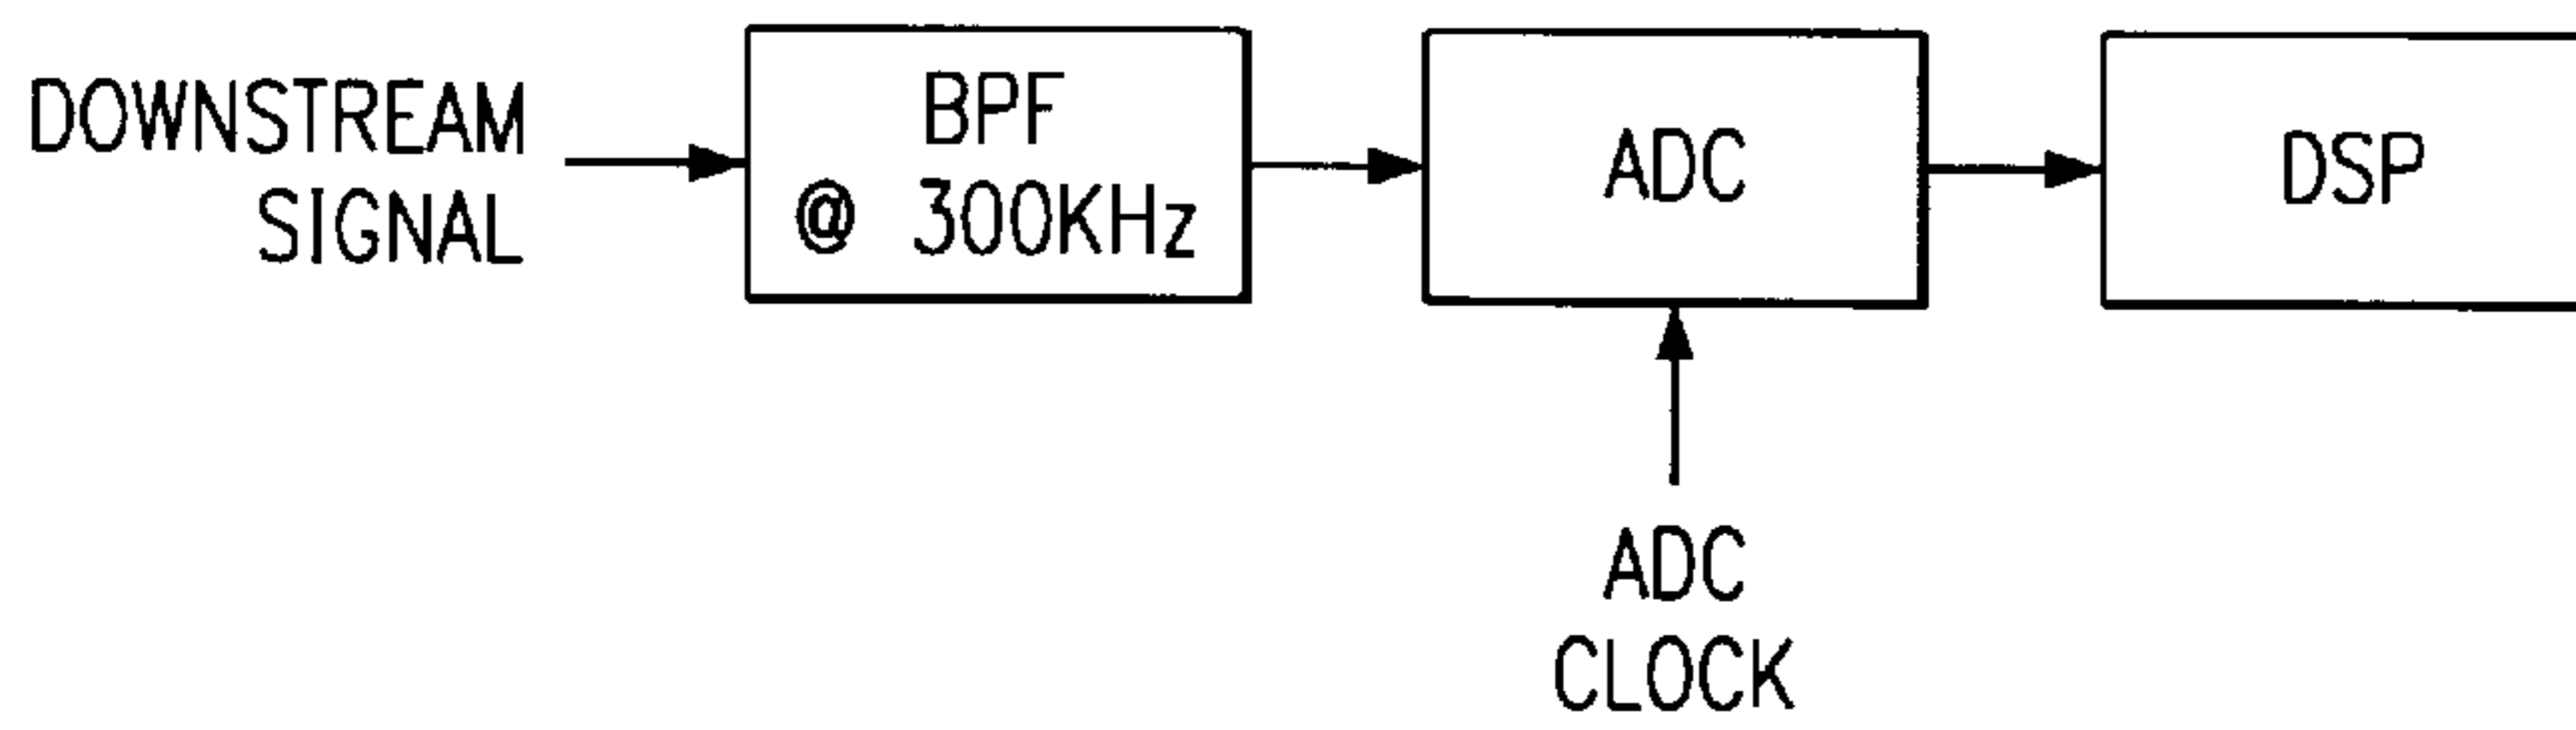 DOWNSTREAM
SIGNAL
BPF
@ 300KHz
ADC
DSP
ADC
CLOCK